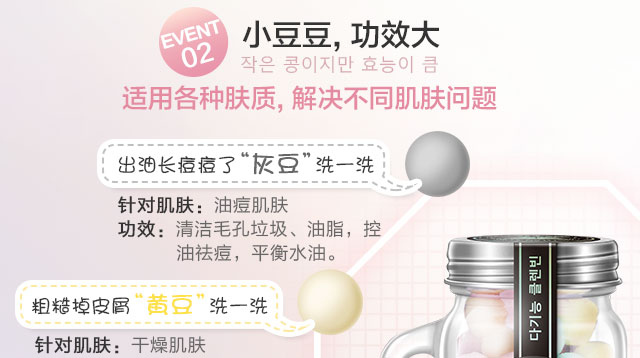 EVENT
02
小豆豆, 功效大
작은 콩이지만 효능이 큼
适用各种肤质, 解决不同肌肤问题
出油长痘痘了“灰豆”洗一洗
针对肌肤：油痘肌肤
功效：清洁毛孔垃圾、油脂，控
油祛痘，平衡水油。
粗糙掉皮屑“黄豆”洗一洗
针对肌肤：干燥肌肤
다기능 클렌빈